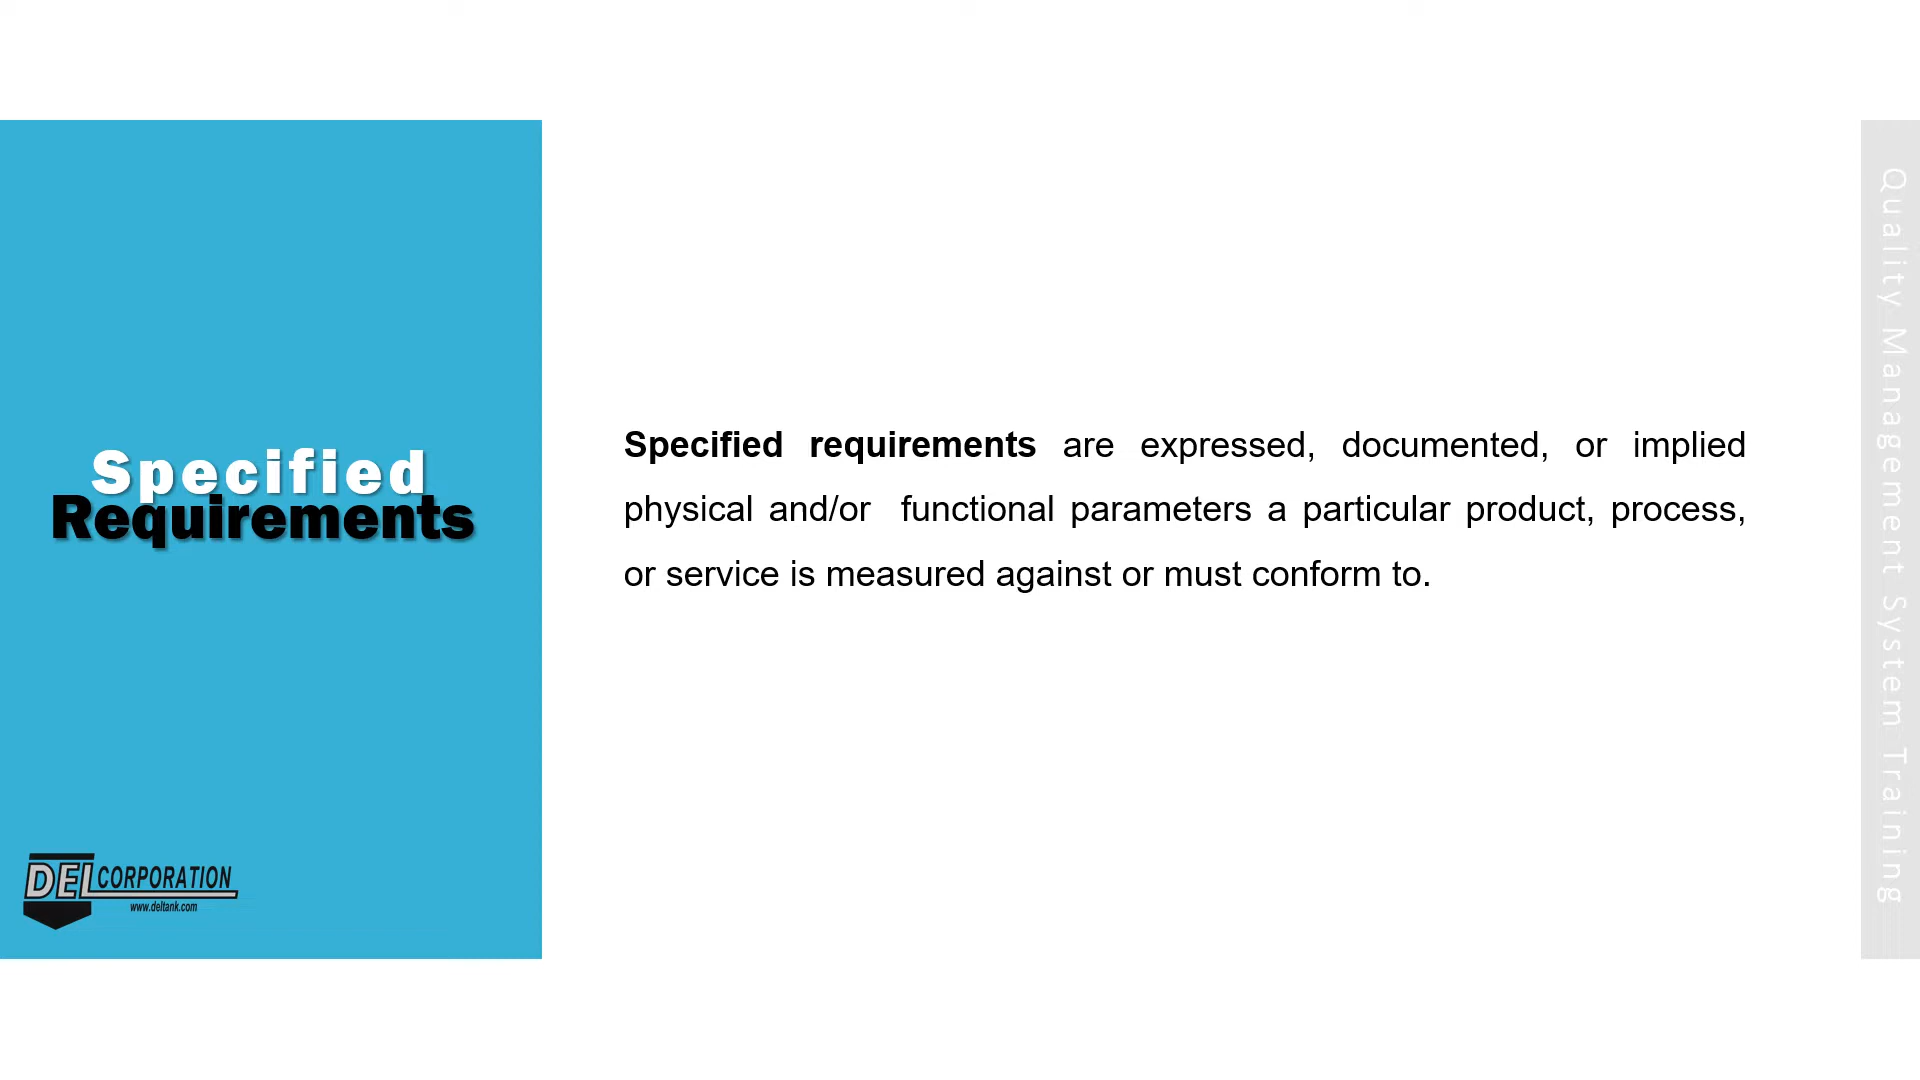 Specified
Requirements
DEL CORPORATION
www.deltank.com
Specified requirements are expressed, documented, or implied
physical and/or functional parameters a particular product, process,
or service is measured against or must conform to.
Quality Management System Training